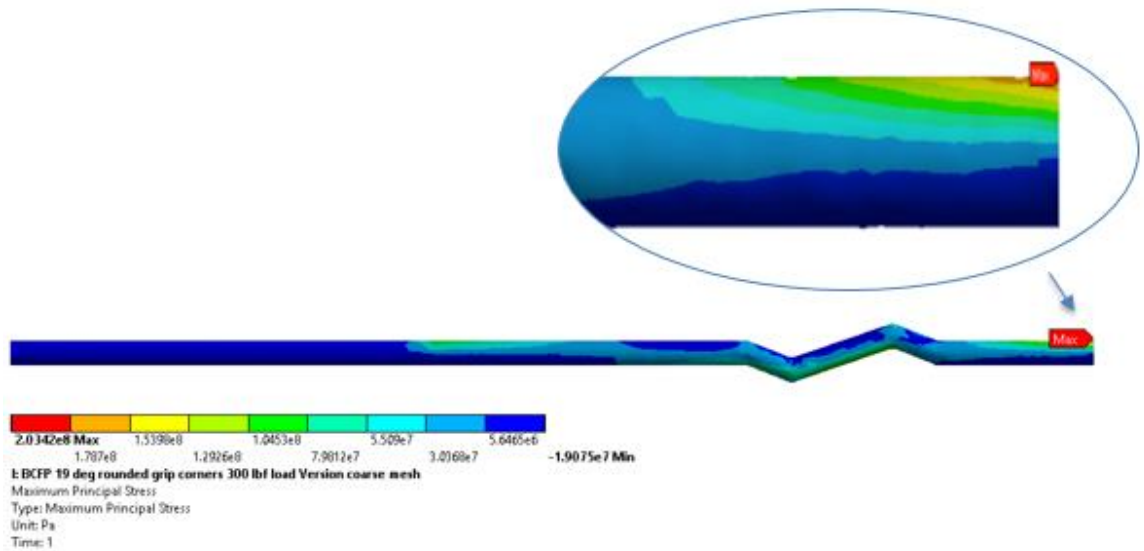 Max
Max
2.0342e8 Max 1.5398e8 1.0453e8 5.509e7 5.6465e6
1.787e8 1.2926e8 7.9812e7 3.0368e7 -1.9075e7 Min
I: BCFP 19 deg rounded grip corners 300 lbf load Version coarse mesh
Maximum Principal Stress
Type: Maximum Principal Stress
Unit: Pa
Time: 1